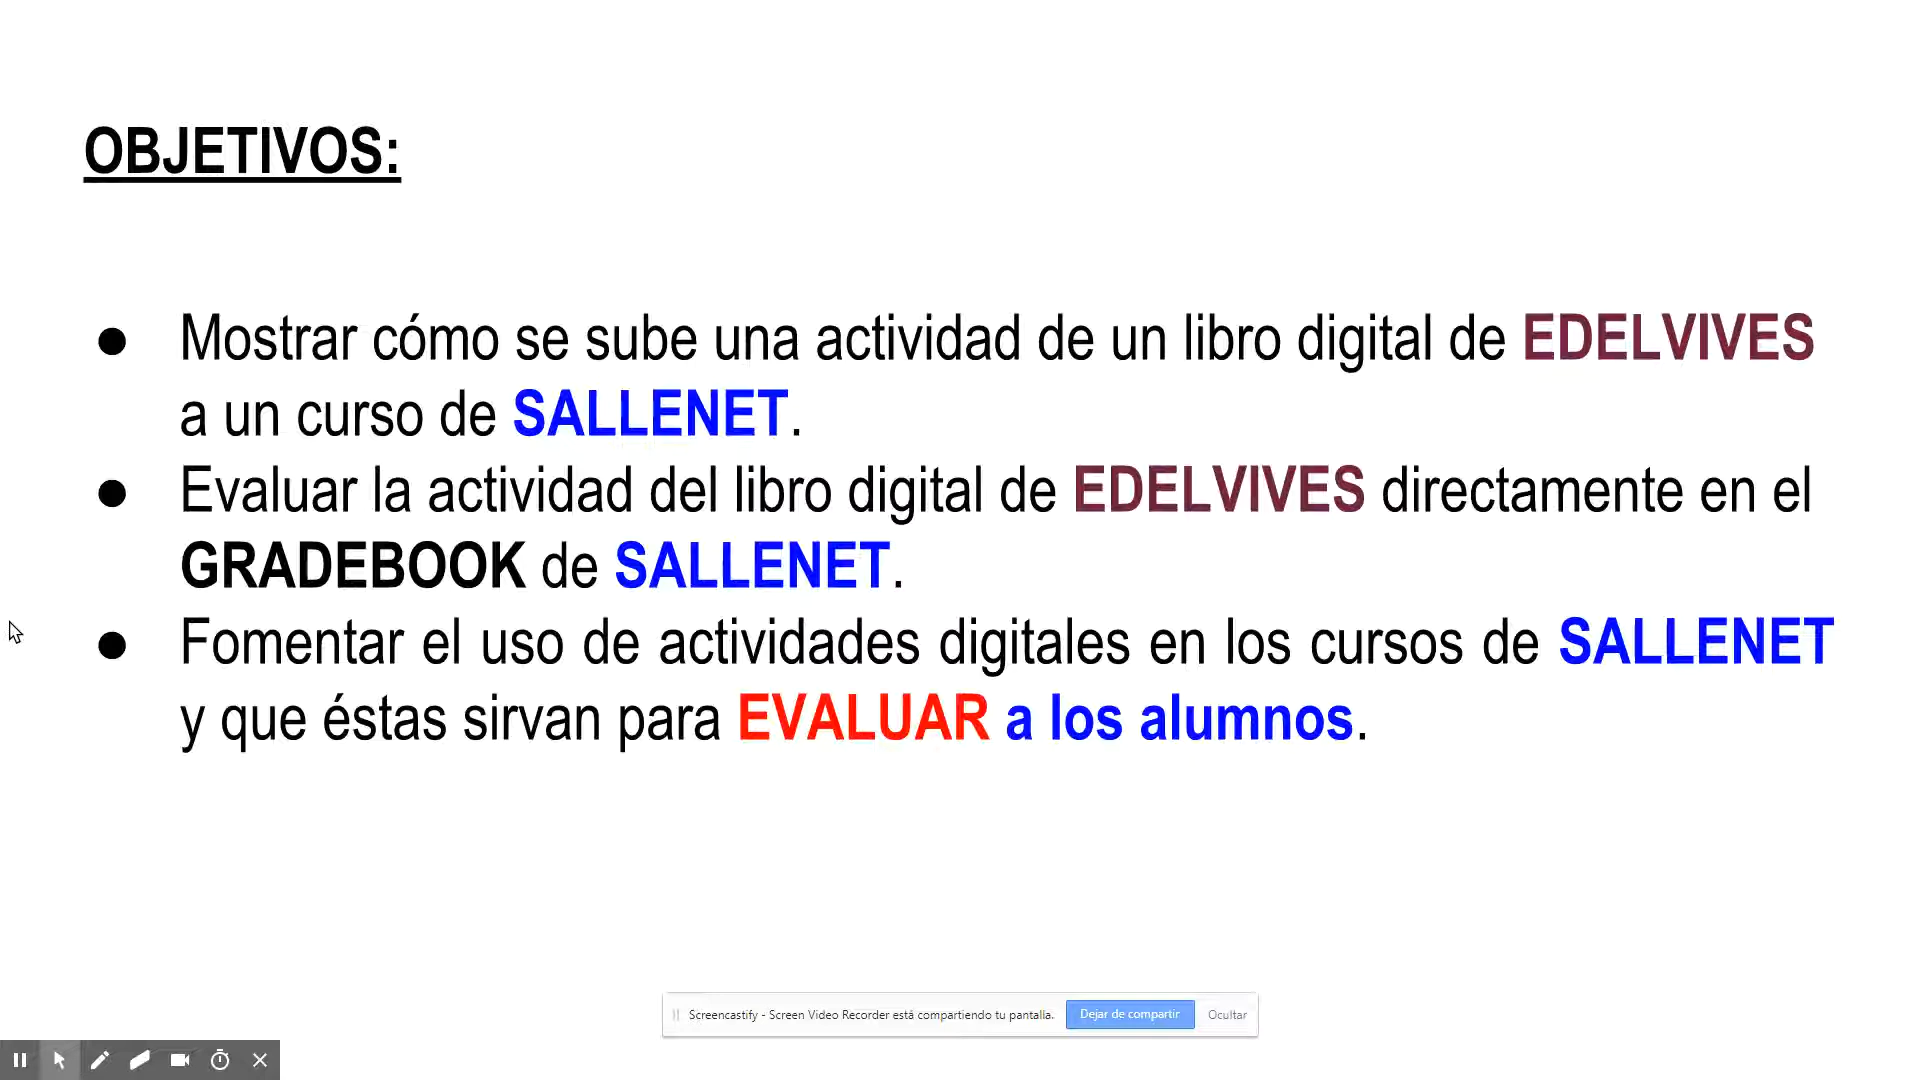 OBJETIVOS:
● Mostrar cómo se sube una actividad de un libro digital de EDELVIVES
a un curso de SALLENET.
● Evaluar la actividad del libro digital de EDELVIVES directamente en el
GRADEBOOK de SALLENET.
● Fomentar el uso de actividades digitales en los cursos de SALLENET
y que éstas sirvan para EVALUAR a los alumnos.
Screencastify - Screen Video Recorder está compartiendo tu pantalla. Dejar de compartir Ocultar